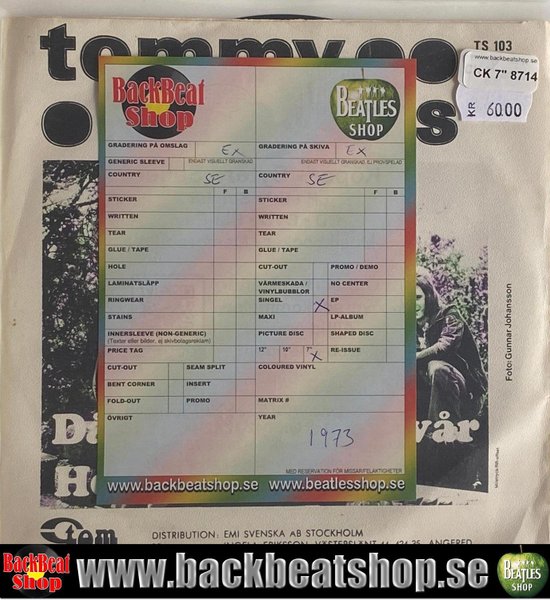 TS 103
www.backbeatshop.se
CK 7" 8714
KR 60.00
BackBeat Shop
BEATLES SHOP
GRADERING PÅ OMSLAG Ex
GRADERING PÅ SKIVA Ex
GENERIC SLEEVE
ENDAST VISUELLT GRANSKAD
ENDAST VISUELLT GRANSKAD, EJ PROVSPELAD
COUNTRY SE
COUNTRY SE
F B
F B
STICKER
STICKER
WRITTEN
WRITTEN
TEAR
TEAR
GLUE / TAPE
GLUE / TAPE
HOLE
CUT-OUT
PROMO / DEMO
LAMINATSLÄPP
VÄRMESKADA / VINYLBUBBLOR
NO CENTER
RINGWEAR
SINGEL X
EP
STAINS
MAXI
LP-ALBUM
INNERSLEEVE (NON-GENERIC)
(Texter eller bilder, ej skivbolagsreklam)
PICTURE DISC
SHAPED DISC
PRICE TAG
12" 10" 7" X
RE-ISSUE
CUT-OUT
SEAM SPLIT
COLOURED VINYL
BENT CORNER
INSERT
FOLD-OUT
PROMO
MATRIX #
ÖVRIGT
YEAR
1973
MED RESERVATION FÖR MISSAR/FELAKTIGHETER
www.backbeatshop.se www.beatlesshop.se
Foto: Gunnar Johansson
vår
tom
DISTRIBUTION: EMI SVENSKA AB STOCKHOLM
BackBeat Shop
www.backbeatshop.se
BEATLES SHOP